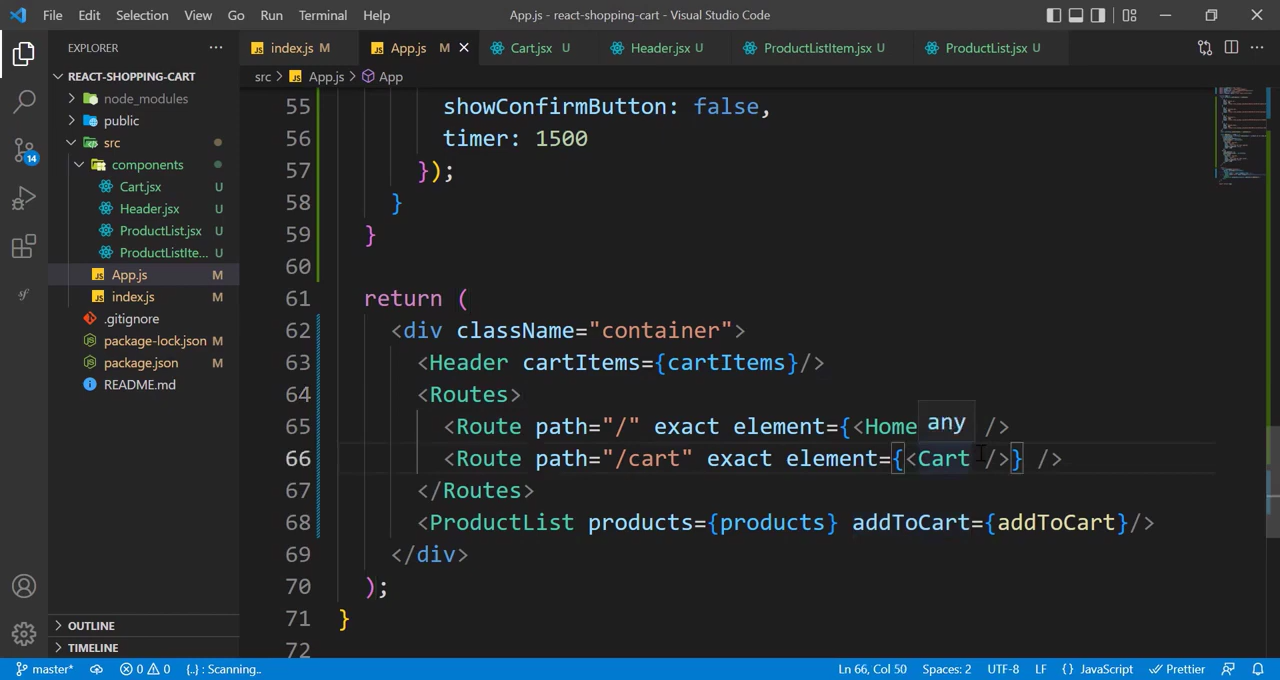 File Edit Selection View Go Run Terminal Help
App.js - react-shopping-cart - Visual Studio Code
EXPLORER
REACT-SHOPPING-CART
node_modules
public
src
components
Cart.jsx U
Header.jsx U
ProductList.jsx U
ProductListIte... U
App.js M
index.js M
.gitignore
package-lock.json M
package.json M
README.md
OUTLINE
TIMELINE
14
index.js M
App.js M
Cart.jsx U
Header.jsx U
ProductListItem.jsx U
ProductList.jsx U
src > App.js > App
55 showConfirmButton: false,
56 timer: 1500
57 });
58 }
59 }
60
61 return (
62 <div className="container">
63 <Header cartItems={cartItems}/>
64 <Routes>
65 <Route path="/" exact element={<Home />
any
66 <Route path="/cart" exact element={<Cart />} />
67 </Routes>
68 <ProductList products={products} addToCart={addToCart}/>
69 </div>
70 );
71 }
72
master* 0 0 {..} : Scanning.. Ln 66, Col 50 Spaces: 2 UTF-8 LF {} JavaScript Prettier